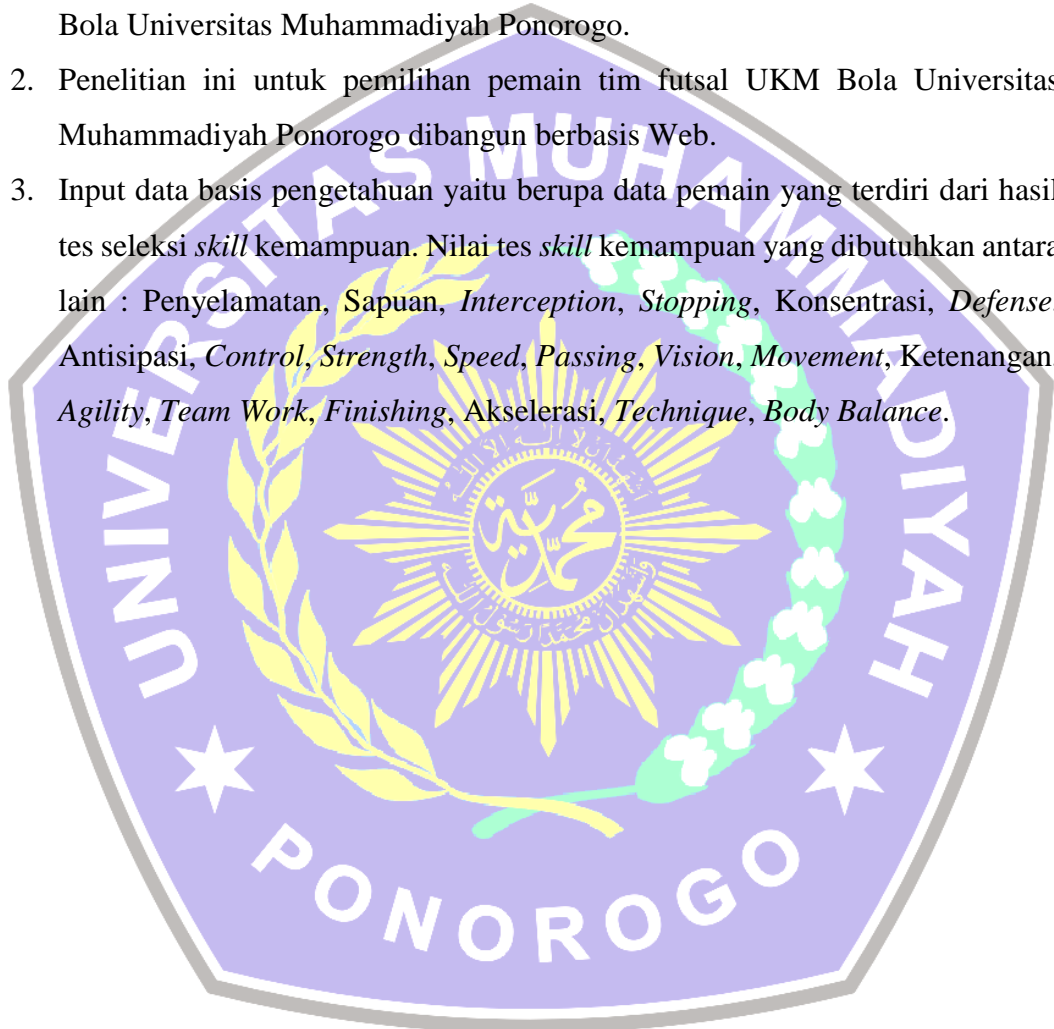 Bola Universitas Muhammadiyah Ponorogo.
2. Penelitian ini untuk pemilihan pemain tim futsal UKM Bola Universitas
Muhammadiyah Ponorogo dibangun berbasis Web.
3. Input data basis pengetahuan yaitu berupa data pemain yang terdiri dari hasil
tes seleksi skill kemampuan. Nilai tes skill kemampuan yang dibutuhkan antara
lain : Penyelamatan, Sapuan, Interception, Stopping, Konsentrasi, Defense,
Antisipasi, Control, Strength, Speed, Passing, Vision, Movement, Ketenangan,
Agility, Team Work, Finishing, Akselerasi, Technique, Body Balance.
UNIVERSITAS MUHAMMADIYAH
PONOROGO
محمدية